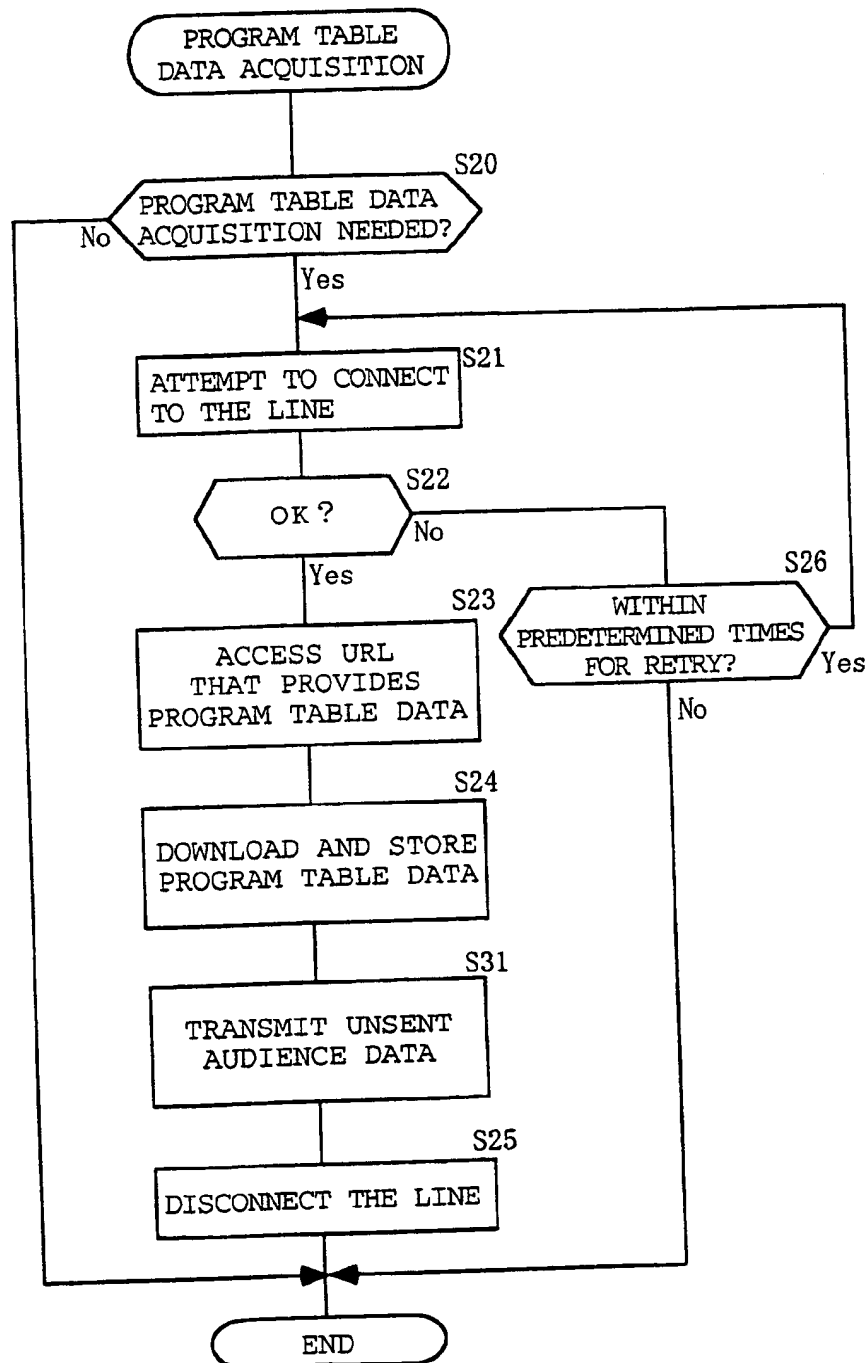 PROGRAM TABLE
DATA ACQUISITION
S20
PROGRAM TABLE DATA
ACQUISITION NEEDED?
No
Yes
S21
ATTEMPT TO CONNECT
TO THE LINE
S22
OK?
No
Yes
S26
WITHIN
PREDETERMINED TIMES
FOR RETRY?
Yes
No
S23
ACCESS URL
THAT PROVIDES
PROGRAM TABLE DATA
S24
DOWNLOAD AND STORE
PROGRAM TABLE DATA
S31
TRANSMIT UNSENT
AUDIENCE DATA
S25
DISCONNECT THE LINE
END